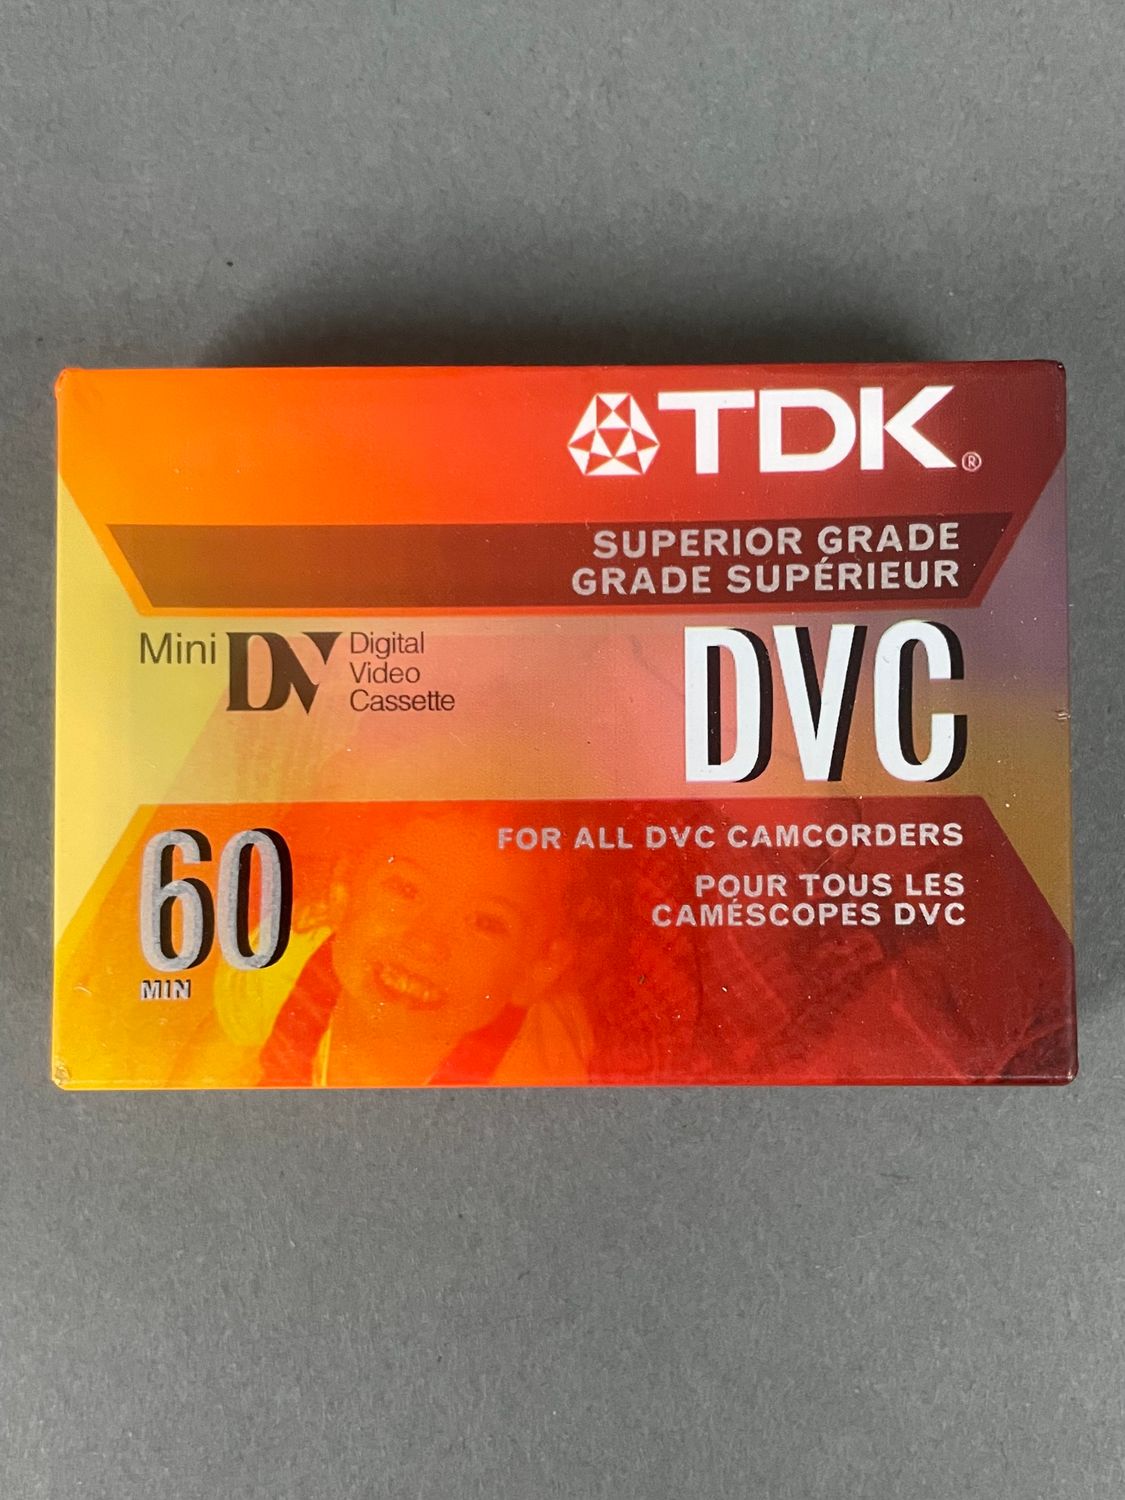 TDK®
SUPERIOR GRADE
GRADE SUPÉRIEUR
Mini DV Digital
Video
Cassette
DVC
60
MIN
FOR ALL DVC CAMCORDERS
POUR TOUS LES
CAMÉSCOPES DVC